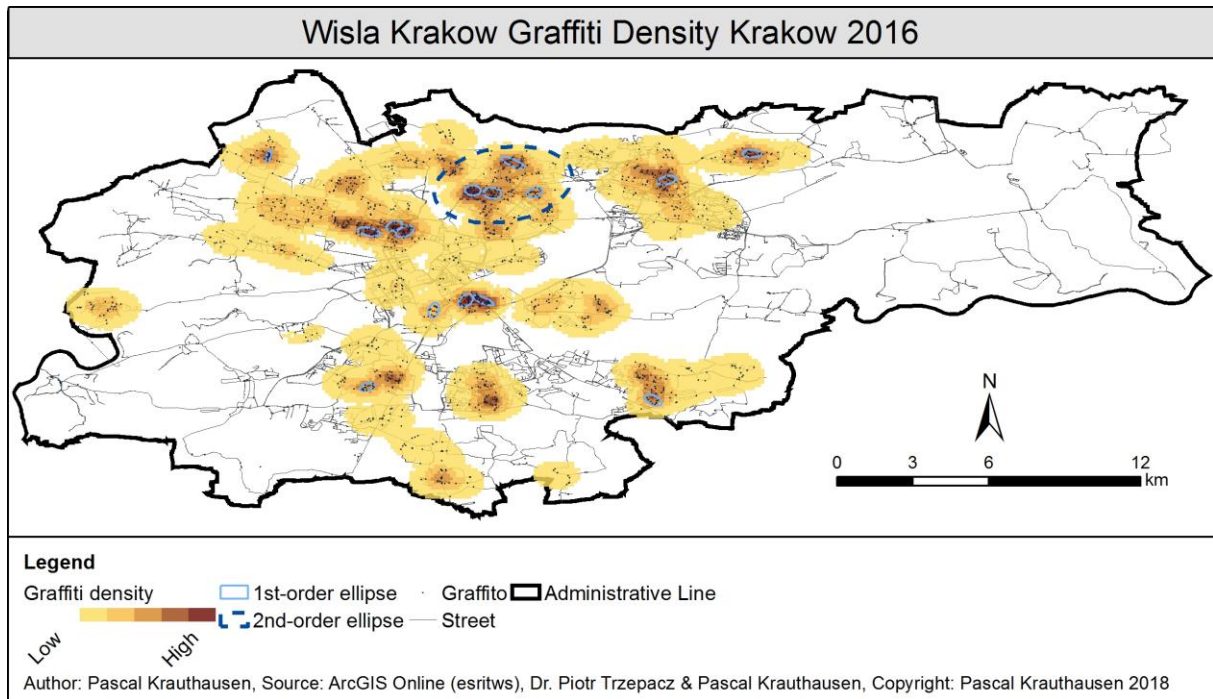 Wisla Krakow Graffiti Density Krakow 2016
N
0 3 6 12
km
Legend
Graffiti density 1st-order ellipse Graffito Administrative Line
2nd-order ellipse Street
Low High
Author: Pascal Krauthausen, Source: ArcGIS Online (esritws), Dr. Piotr Trzepacz & Pascal Krauthausen, Copyright: Pascal Krauthausen 2018